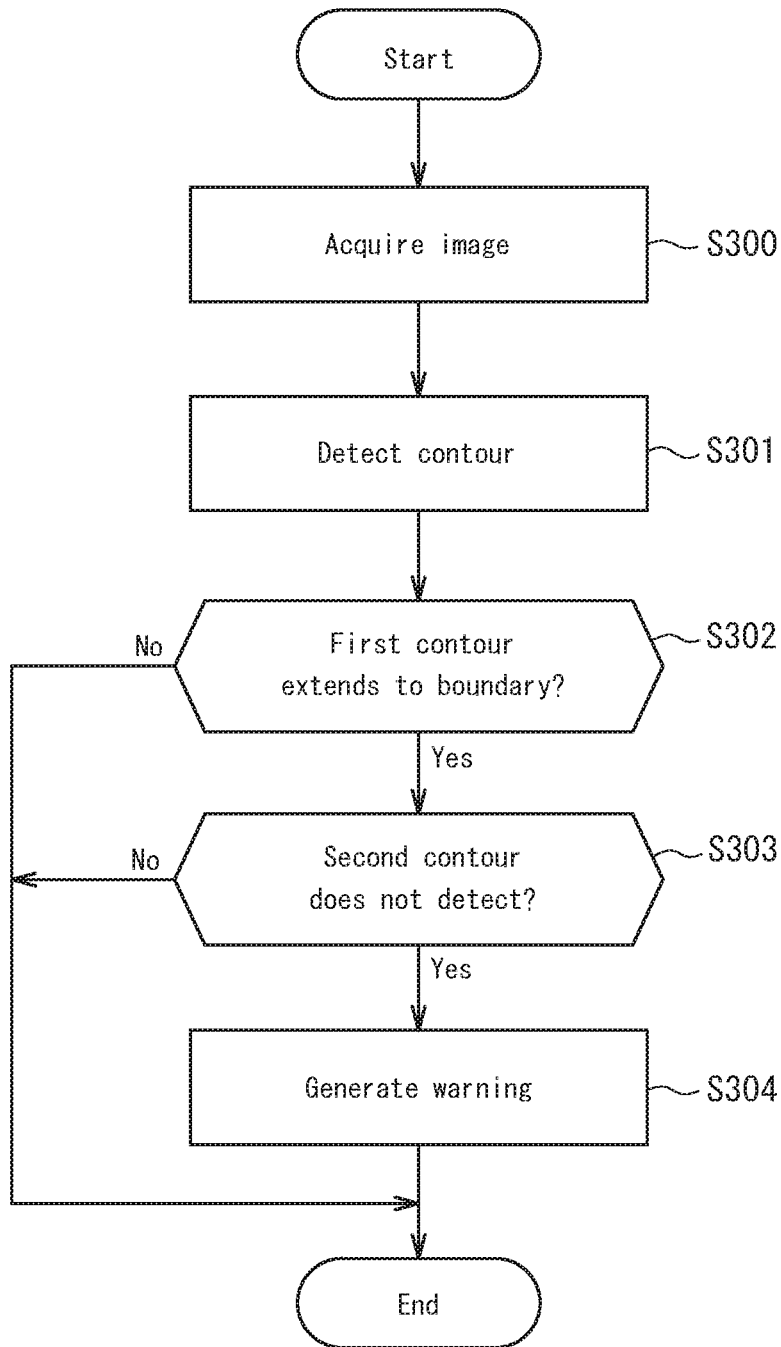 Start
Acquire image
S300
Detect contour
S301
First contour
extends to boundary?
S302
No
Yes
Second contour
does not detect?
S303
No
Yes
Generate warning
S304
End